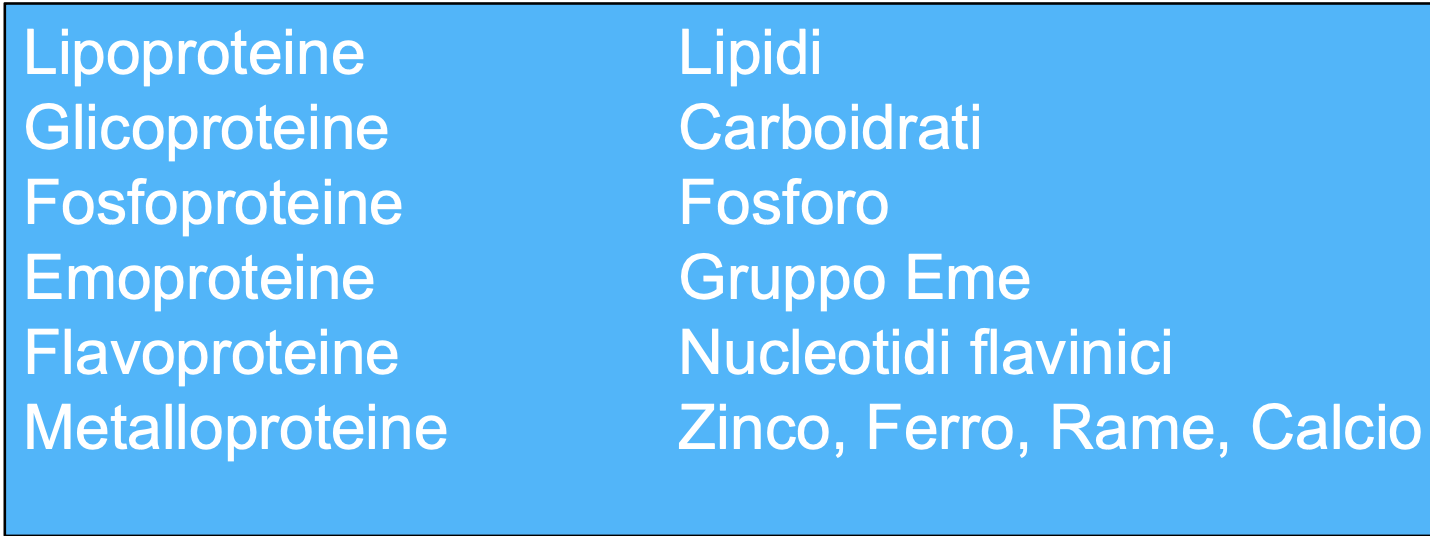 Lipoproteine Lipidi
Glicoproteine Carboidrati
Fosfoproteine Fosforo
Emoproteine Gruppo Eme
Flavoproteine Nucleotidi flavinici
Metalloproteine Zinco, Ferro, Rame, Calcio